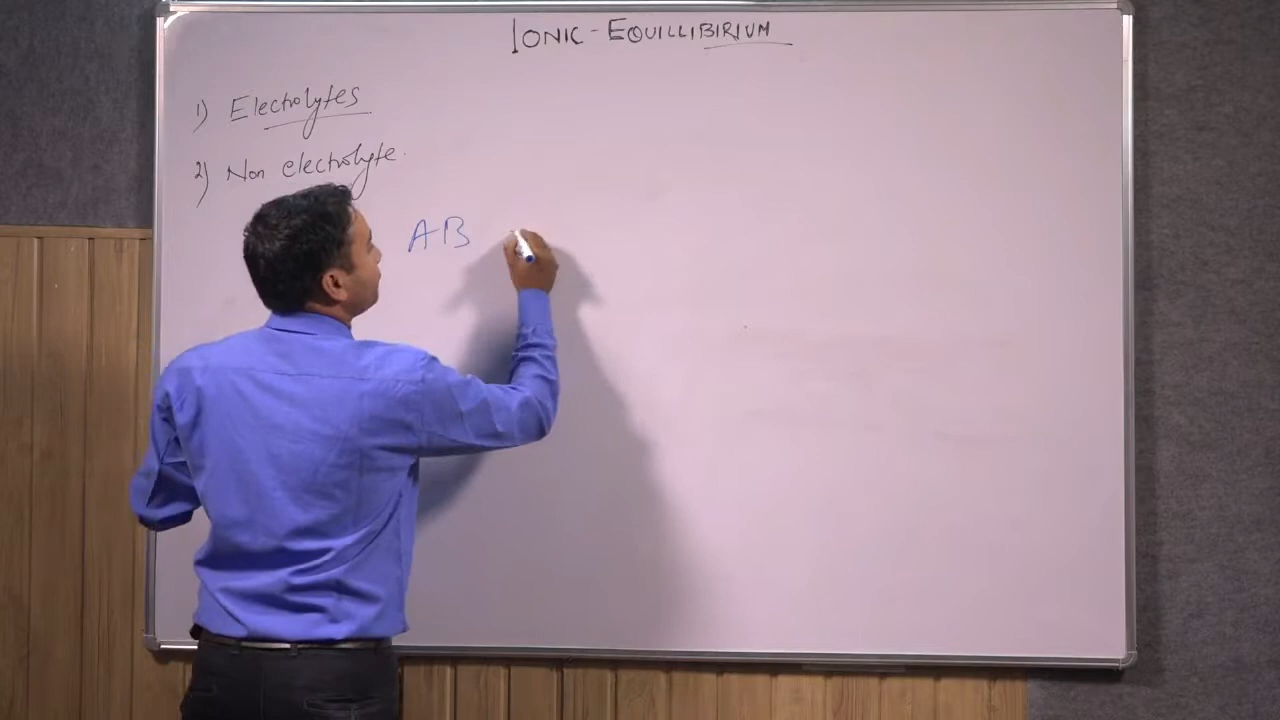 IONIC-EQUILLIBIRIUM
1) Electrolytes
2) Non electrolyte.
AB